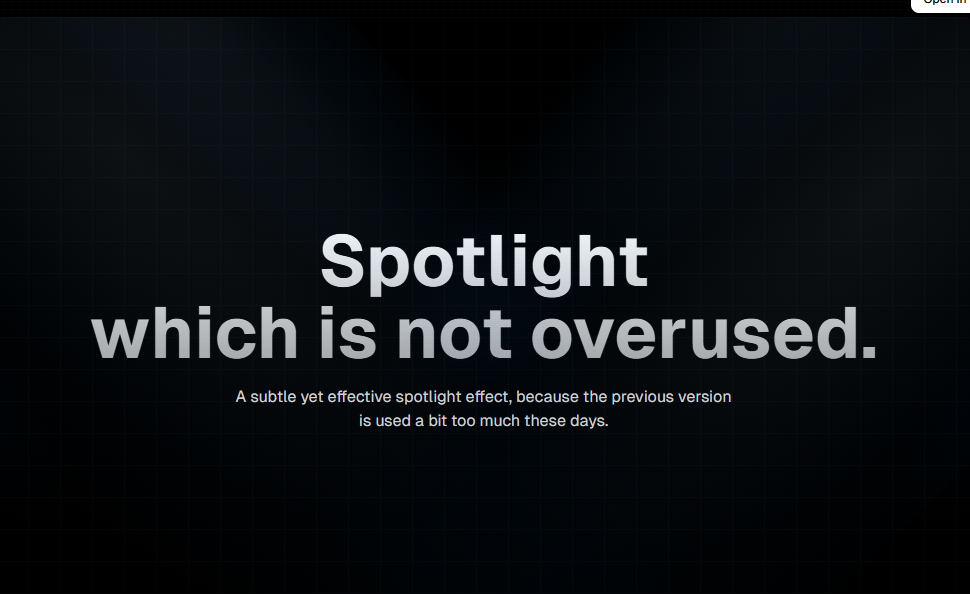 Open in
Spotlight
which is not overused.
A subtle yet effective spotlight effect, because the previous version
is used a bit too much these days.